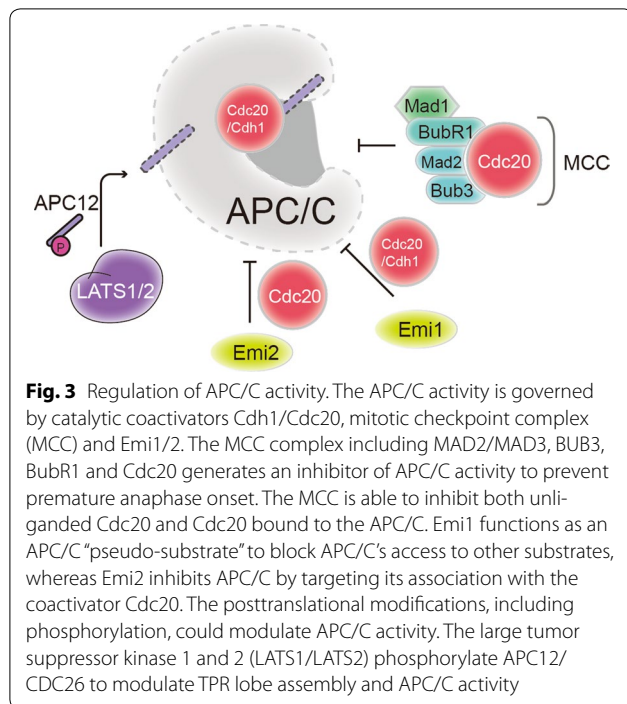 Cdc20
/Cdh1
APC/C
APC12
P
LATS1/2
Mad1
BubR1
Mad2
Cdc20
Bub3
MCC
Cdc20
/Cdh1
Cdc20
Emi2
Emi1
Fig. 3 Regulation of APC/C activity. The APC/C activity is governed
by catalytic coactivators Cdh1/Cdc20, mitotic checkpoint complex
(MCC) and Emi1/2. The MCC complex including MAD2/MAD3, BUB3,
BubR1 and Cdc20 generates an inhibitor of APC/C activity to prevent
premature anaphase onset. The MCC is able to inhibit both unli-
ganded Cdc20 and Cdc20 bound to the APC/C. Emi1 functions as an
APC/C “pseudo-substrate” to block APC/C’s access to other substrates,
whereas Emi2 inhibits APC/C by targeting its association with the
coactivator Cdc20. The posttranslational modifications, including
phosphorylation, could modulate APC/C activity. The large tumor
suppressor kinase 1 and 2 (LATS1/LATS2) phosphorylate APC12/
CDC26 to modulate TPR lobe assembly and APC/C activity